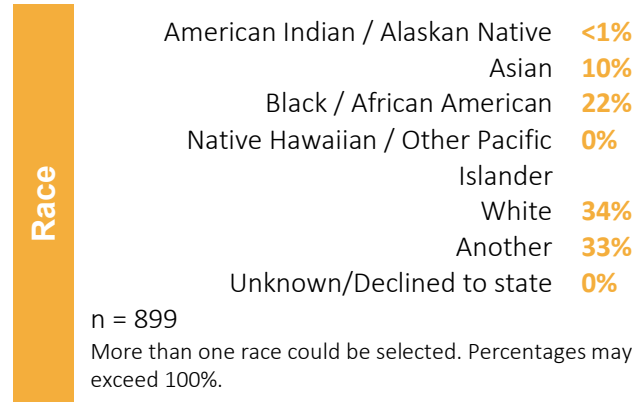 Race
American Indian / Alaskan Native <1%
Asian 10%
Black / African American 22%
Native Hawaiian / Other Pacific 0%
Islander
White 34%
Another 33%
Unknown/Declined to state 0%
n = 899
More than one race could be selected. Percentages may
exceed 100%.